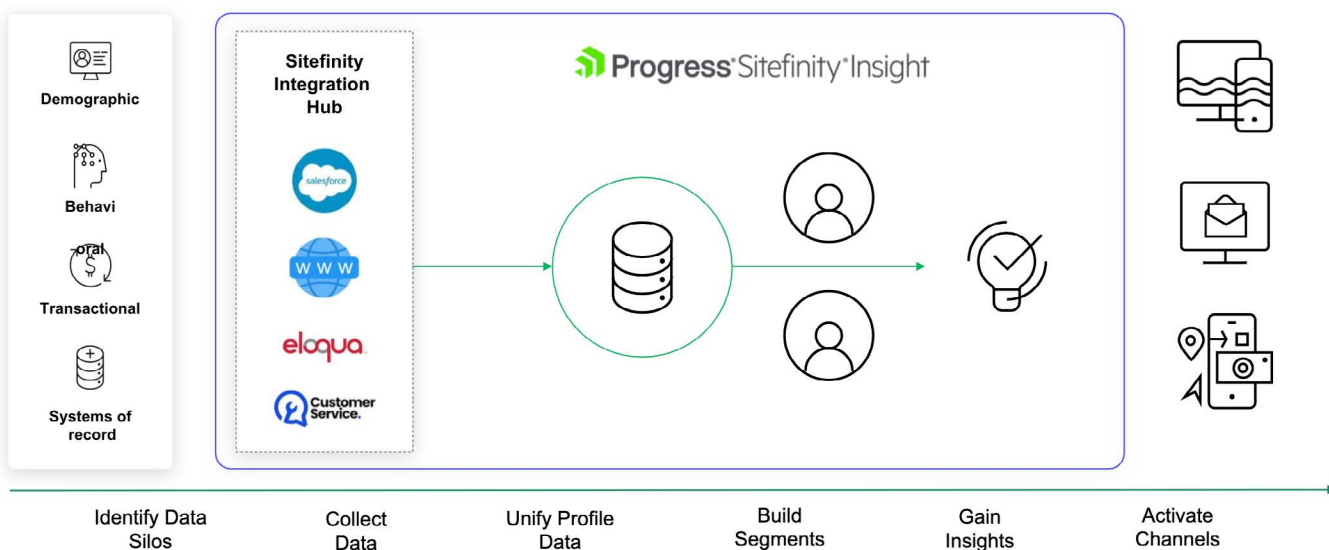 Demographic
Behavi
oral
$
Transactional
Systems of
record
Sitefinity
Integration
Hub
salesforce
W W W
eloqua
Customer
Service.
Progress® Sitefinity® Insight
Identify Data
Silos
Collect
Data
Unify Profile
Data
Build
Segments
Gain
Insights
Activate
Channels